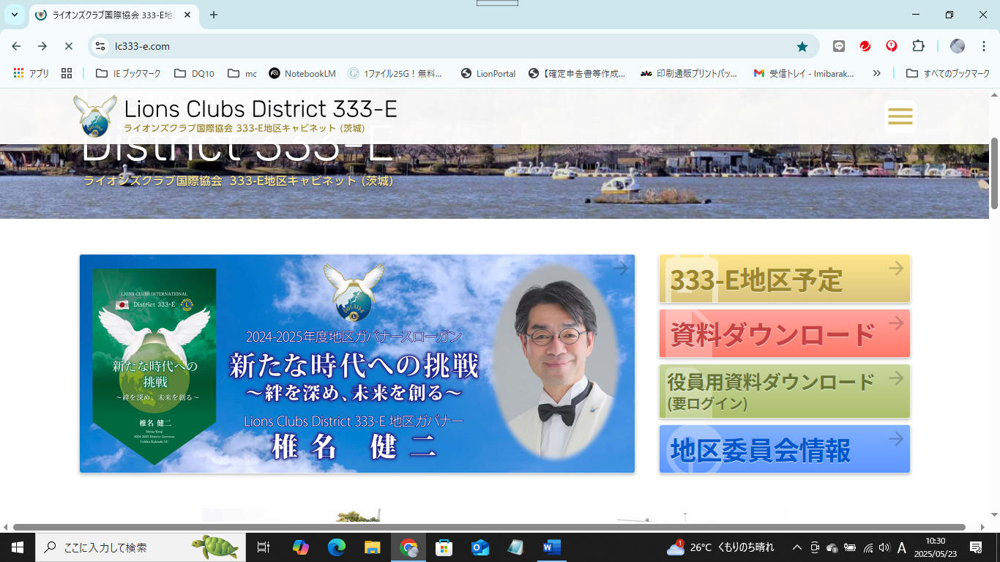 ライオンズクラブ国際協会 333-E地
lc333-e.com
アプリ
IE ブックマーク
DQ10
mc
NotebookLM
1ファイル25G！無料...
LionPortal
【確定申告書等作成...
印刷通販プリントパッ...
受信トレイ - Imibarak...
すべてのブックマーク
Lions Clubs District 333-E
ライオンズクラブ国際協会 333-E地区キャビネット (茨城)
District 333-E
ライオンズクラブ国際協会 333-E地区キャビネット (茨城)
LIONS CLUBS INTERNATIONAL
District 333-E
新たな時代への
挑戦
～絆を深め、未来を創る～
椎名 健二
Shiina Kenji
2024-2025 District Governor
Ushiku Kukizaki LC
2024-2025年度地区ガバナースローガン
新たな時代への挑戦
～絆を深め、未来を創る～
Lions Clubs District 333-E 地区ガバナー
椎名 健二
333-E地区予定
資料ダウンロード
役員用資料ダウンロード
(要ログイン)
地区委員会情報
ここに入力して検索
1
26°C くもりのち晴れ
A
10:30
2025/05/23